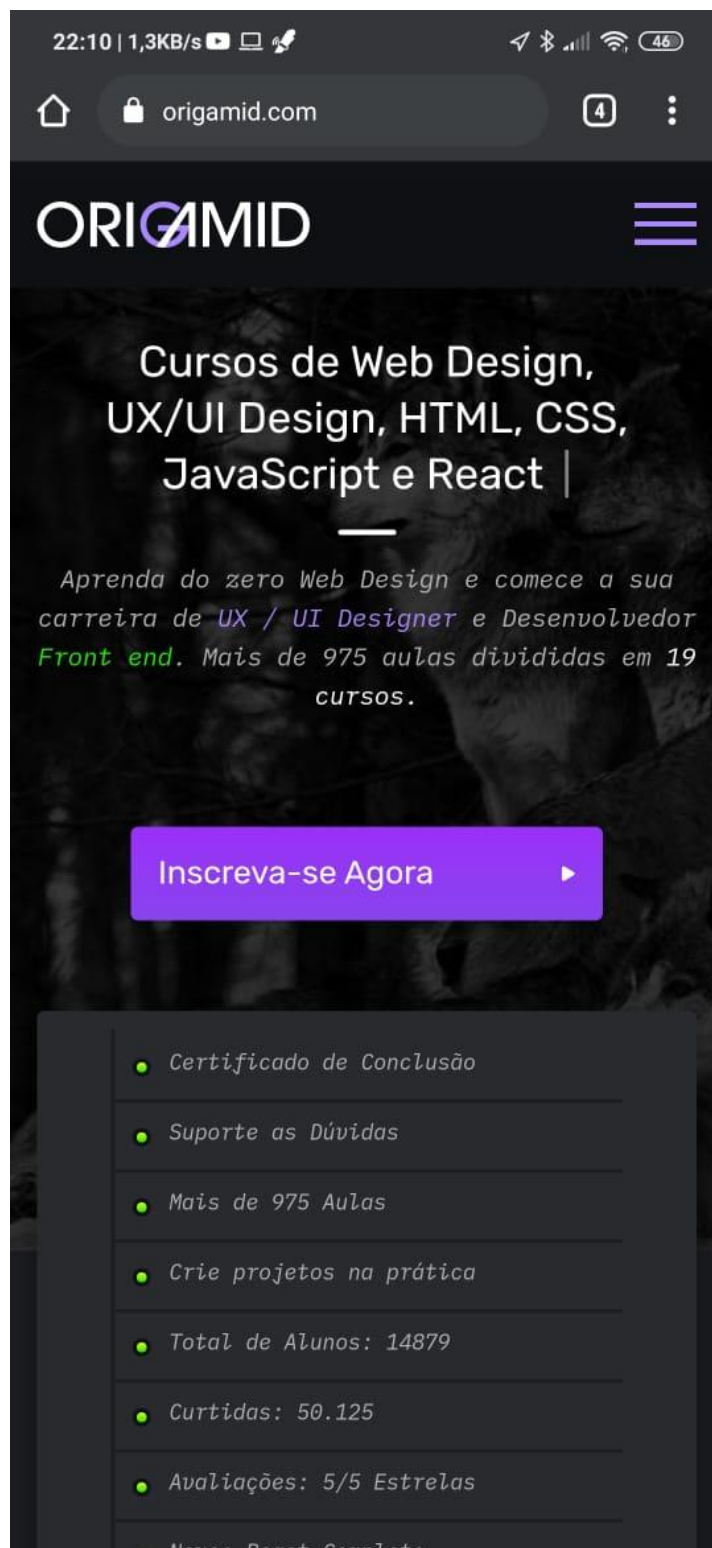 22:10 | 1,3KB/s
46
origamid.com
4
ORIGAMID
Cursos de Web Design,
UX/UI Design, HTML, CSS,
JavaScript e React
Aprenda do zero Web Design e comece a sua
carreira de UX / UI Designer e Desenvolvedor
Front end. Mais de 975 aulas divididas em 19
cursos.
Inscreva-se Agora
Certificado de Conclusão
Suporte as Dúvidas
Mais de 975 Aulas
Crie projetos na prática
Total de Alunos: 14879
Curtidas: 50.125
Avaliações: 5/5 Estrelas